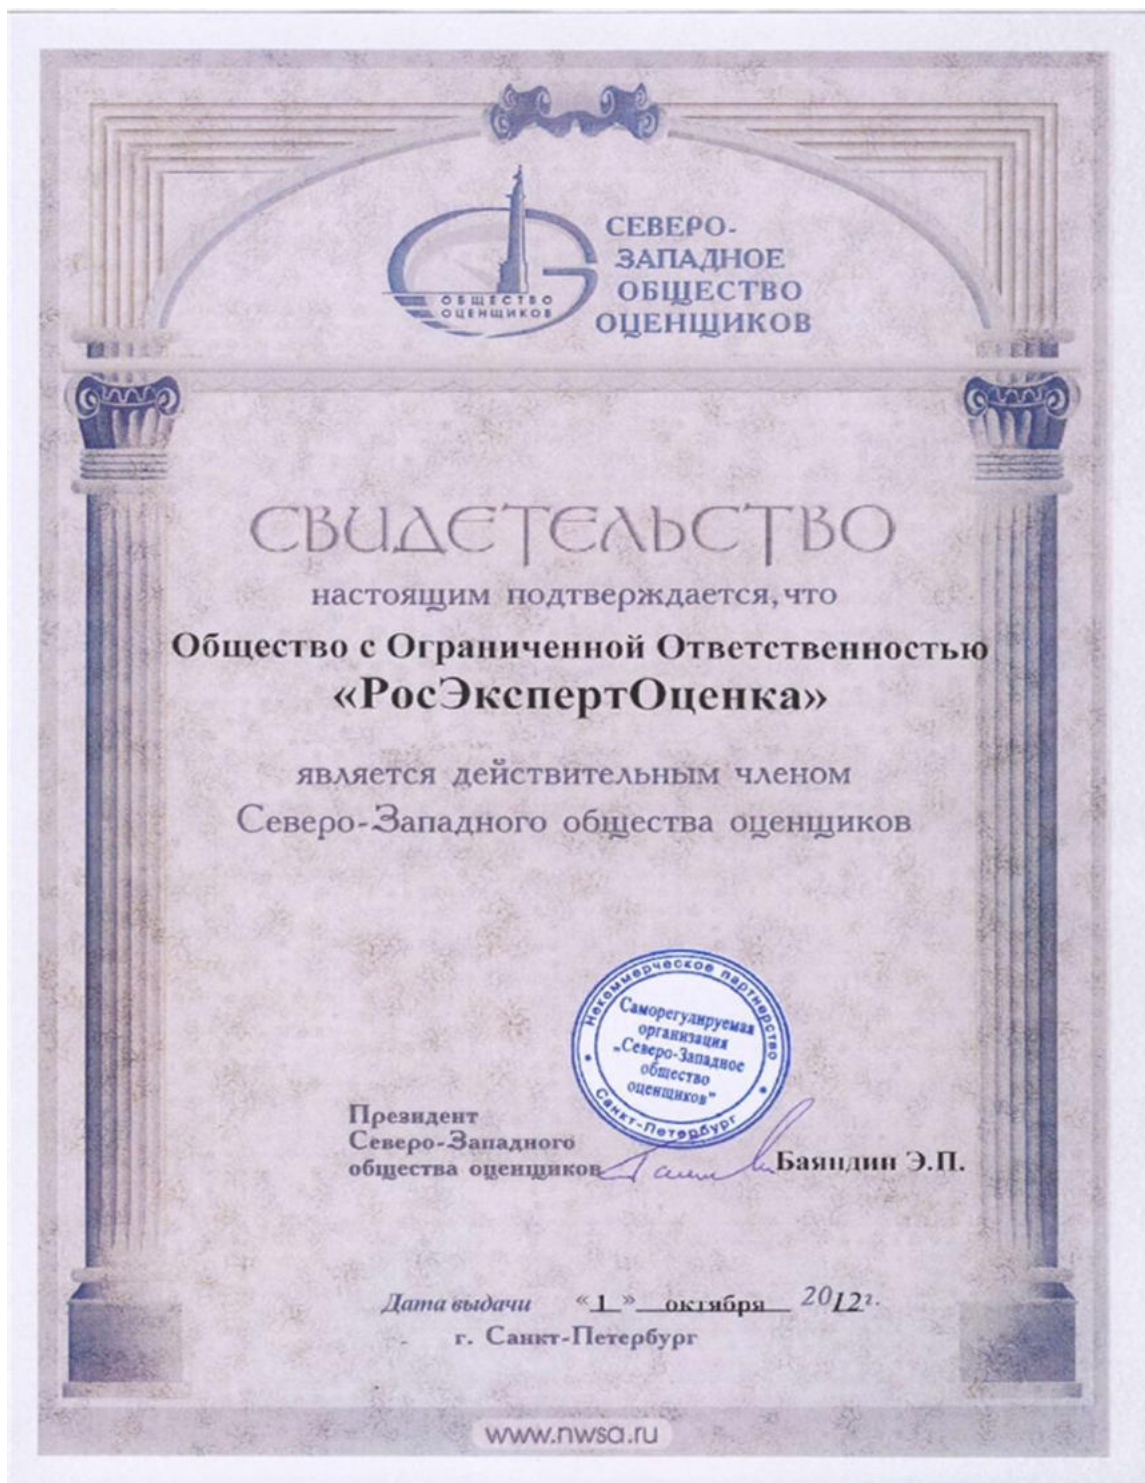 ОБЩЕСТВО
ОЦЕНЩИКОВ
СЕВЕРО-
ЗАПАДНОЕ
ОБЩЕСТВО
ОЦЕНЩИКОВ
СВИДЕТЕЛЬСТВО
настоящим подтверждается,что
Общество с Ограниченной Ответственностью
«РосЭкспертОценка»
является действительным членом
Северо-Западного общества оценщиков
Некоммерческое партнерство
Саморегулируемая
организация
„Северо-Западное
общество
оценщиков"
Санкт-Петербург
Президент
Северо-Западного
общества оценщиков
Баяндин Э.П.
Дата выдачи «1» октября 2012г.
г. Санкт-Петербург
www.nwsa.ru